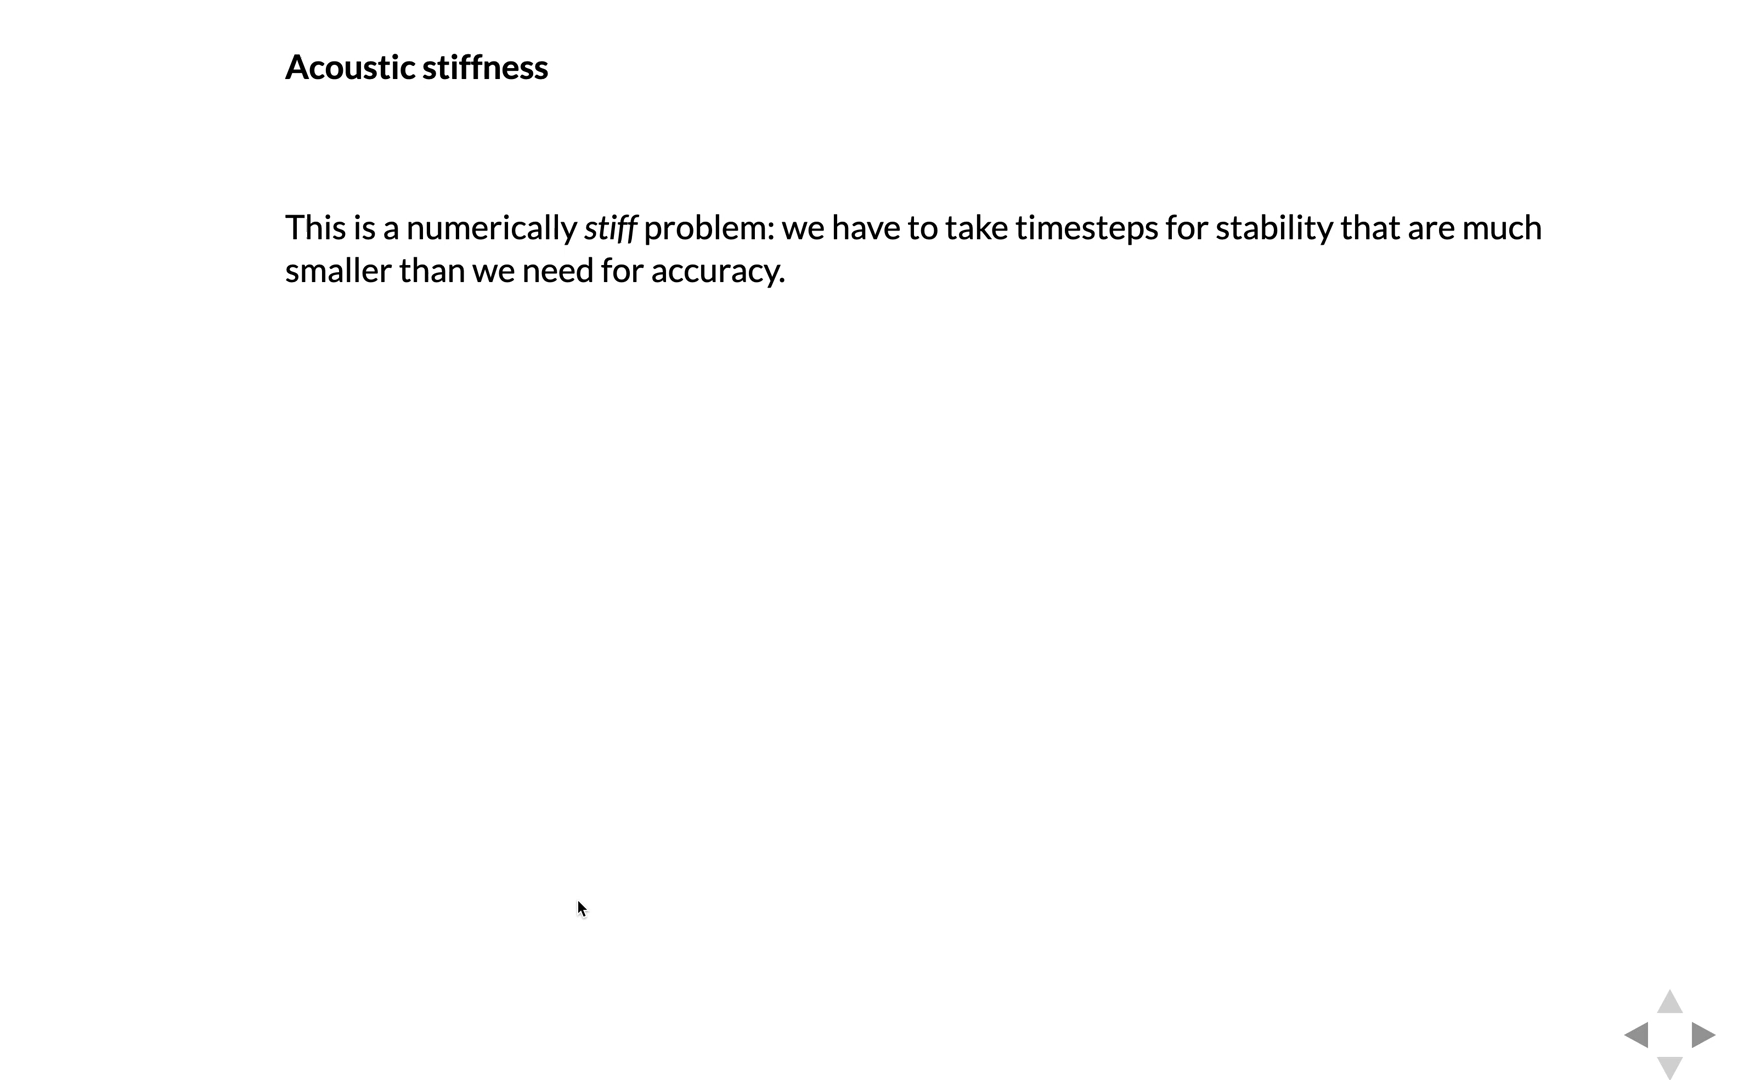 Acoustic stiffness
This is a numerically stiff problem: we have to take timesteps for stability that are much
smaller than we need for accuracy.